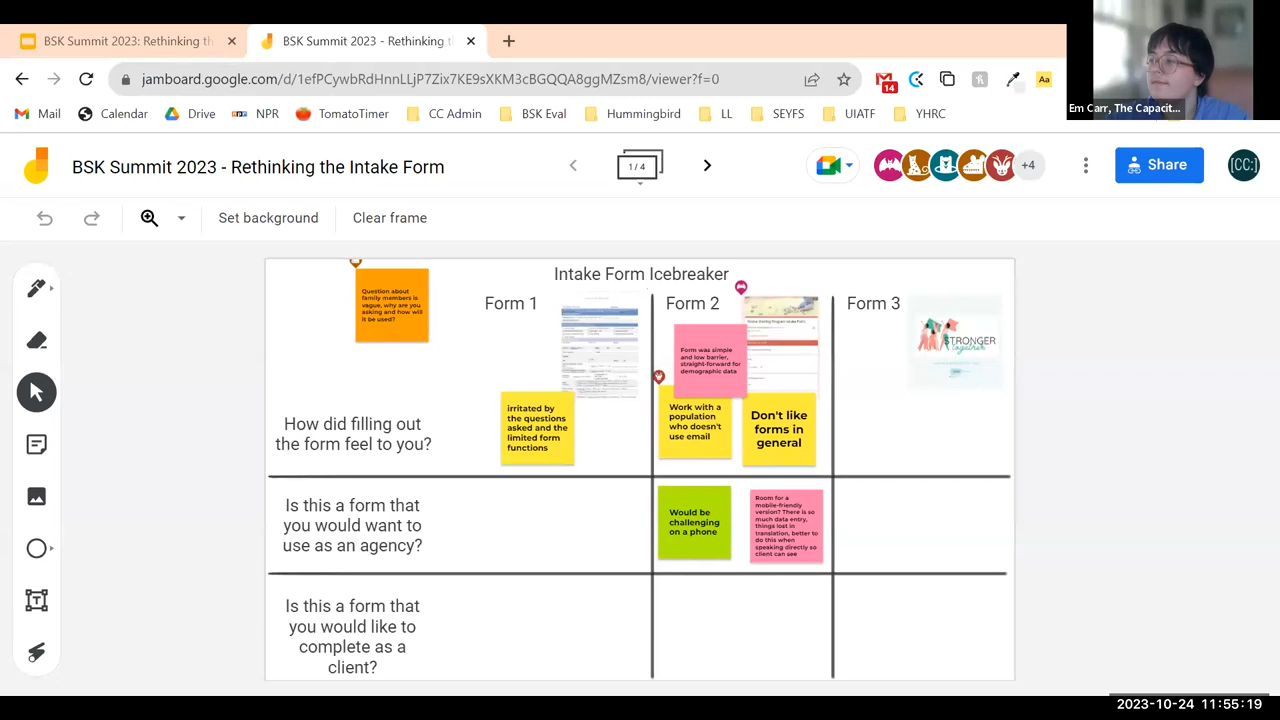 BSK Summit 2023: Rethinking th
BSK Summit 2023 - Rethinking t
jamboard.google.com/d/1efPCywbRdHnnLLjP7Zix7KE9sXKM3cBGQQA8ggMZsm8/viewer?f=0
14
Aa
Em Carr, The Capacit...
Mail
Calendar
Drive
NPR
TomatoTimer
CC Admin
BSK Eval
Hummingbird
LL
SEYFS
UIATF
YHRC
BSK Summit 2023 - Rethinking the Intake Form
1/4
+4
Share
[CC:]
Set background
Clear frame
Intake Form Icebreaker
Question about
family members is
vague, why are you
asking and how will
it be used?
Form 1
Form 2
Form 3
STRONGER
together
Form was simple
and low barrier,
straight-forward for
demographic data
How did filling out
the form feel to you?
irritated by
the questions
asked and the
limited form
functions
Work with a
population
who doesn't
use email
Don't like
forms in
general
Is this a form that
you would want to
use as an agency?
Would be
challenging
on a phone
Room for a
mobile-friendly
version? There is so
much data entry,
things lost in
translation, better to
do this when
speaking directly so
client can see
Is this a form that
you would like to
complete as a
client?
2023-10-24 11:55:19